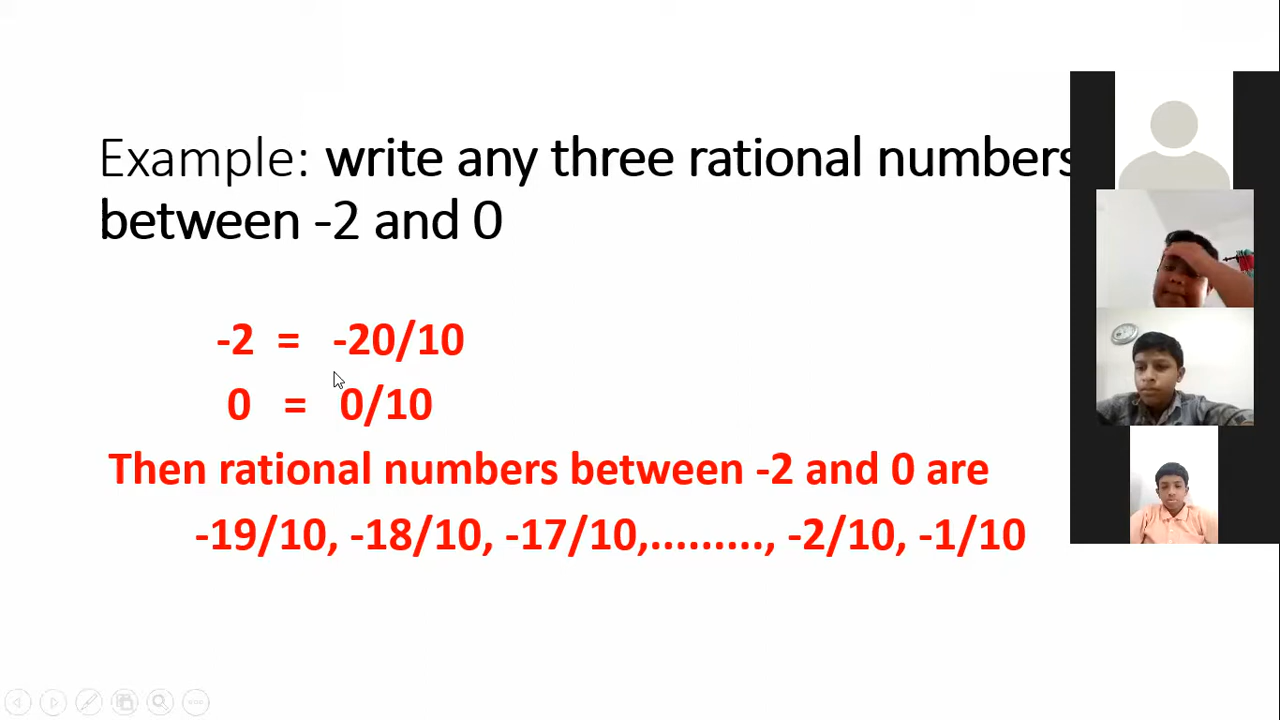 Example: write any three rational numbers
between -2 and 0
-2 = -20/10
0 = 0/10
Then rational numbers between -2 and 0 are
-19/10, -18/10, -17/10,........., -2/10, -1/10